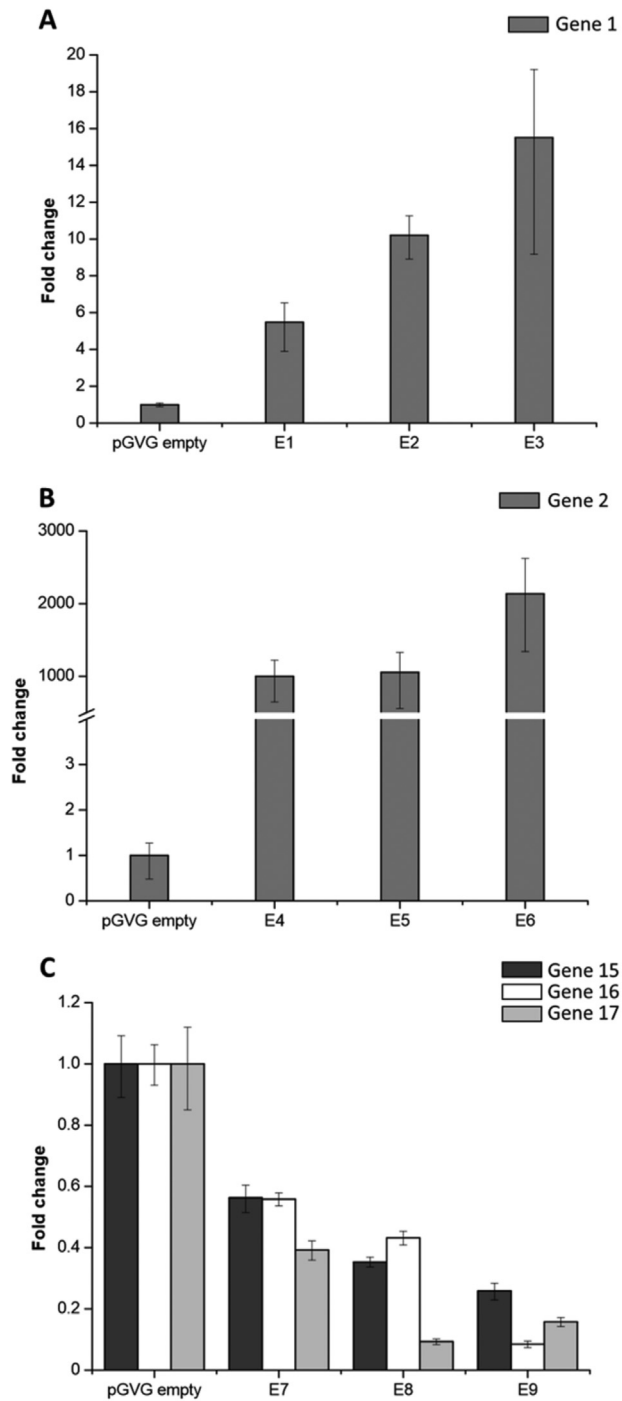 A
Gene 1
20
18
16
14
12
10
8
6
4
2
0
Fold change
pGVG empty E1 E2 E3
B
Gene 2
3000
2000
1000
3
2
1
0
Fold change
pGVG empty E4 E5 E6
C
Gene 15
Gene 16
Gene 17
1.2
1.0
0.8
0.6
0.4
0.2
0
Fold change
pGVG empty E7 E8 E9